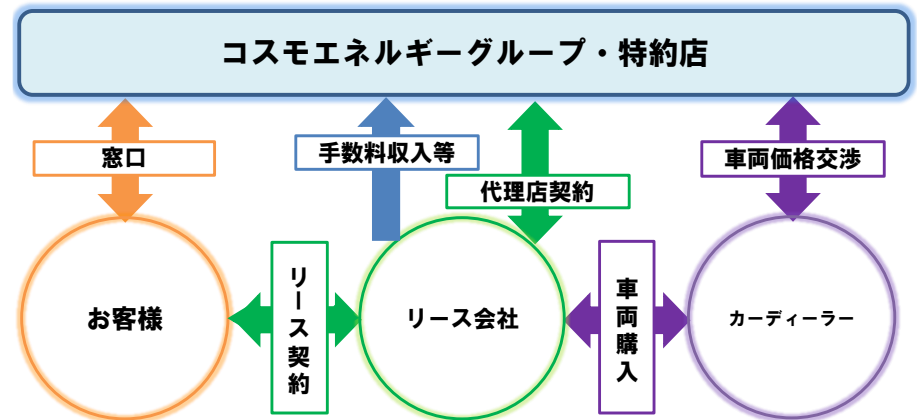 コスモエネルギーグループ・特約店
窓口
手数料収入等
代理店契約
車両価格交渉
お客様
リース契約
リース会社
車両購入
カーディーラー